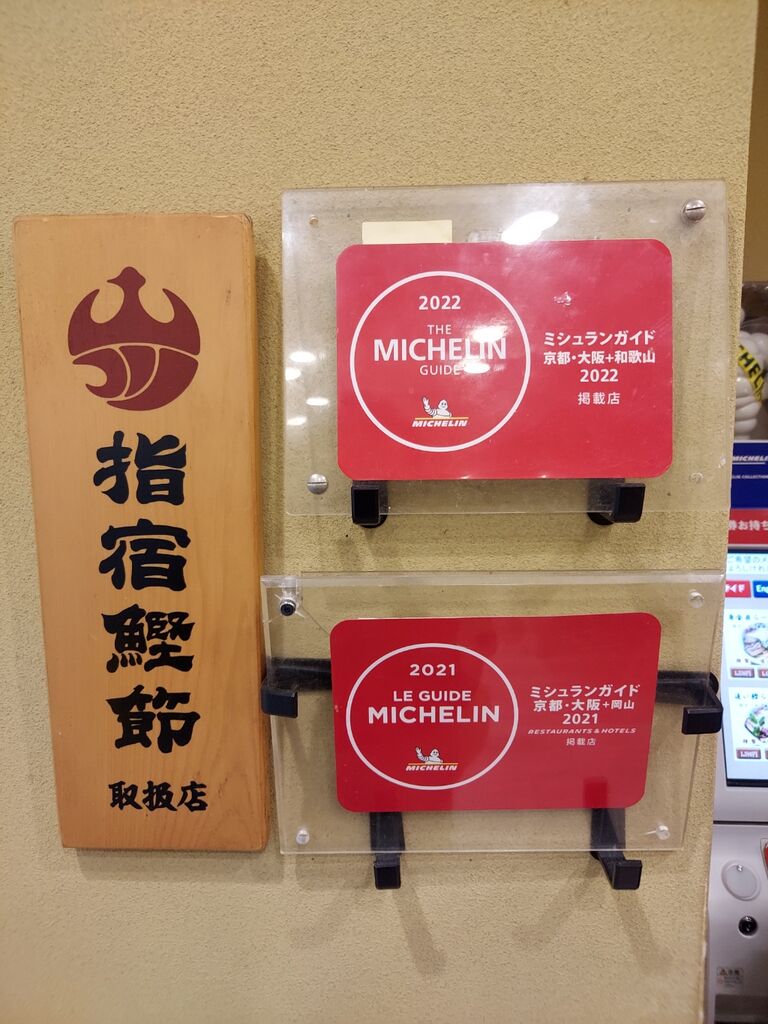 指宿鰹節
取扱店
2022
THE
MICHELIN
GUIDE
MICHELIN
ミシュランガイド
京都・大阪+和歌山
2022
掲載店
2021
LE GUIDE
MICHELIN
MICHELIN
ミシュランガイド
京都・大阪+岡山
2021
RESTAURANTS & HOTELS
掲載店